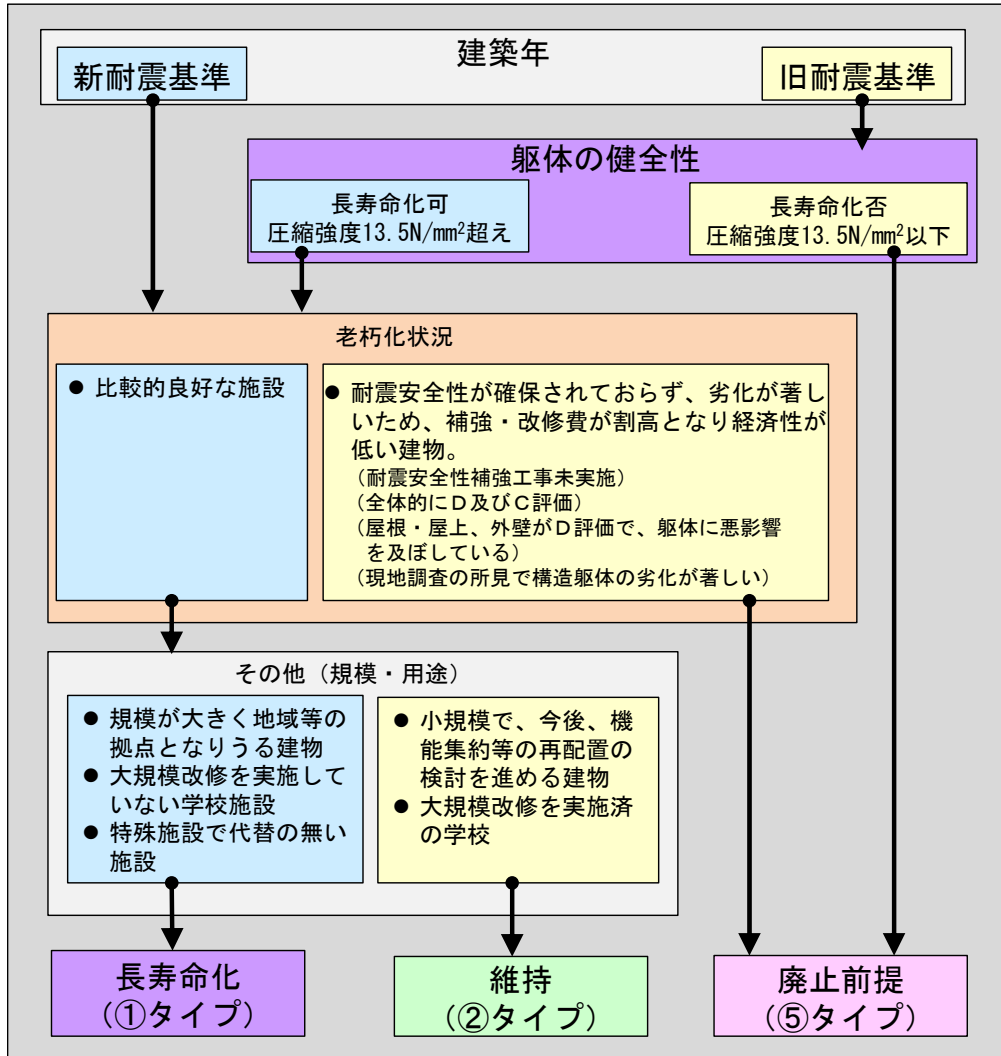 建築年
新耐震基準
旧耐震基準
躯体の健全性
長寿命化可
圧縮強度13.5N/mm²超え
長寿命化否
圧縮強度13.5N/mm²以下
老朽化状況
● 比較的良好な施設
● 耐震安全性が確保されておらず、劣化が著し
いため、補強・改修費が割高となり経済性が
低い建物。
（耐震安全性補強工事未実施）
（全体的にＤ及びＣ評価）
（屋根・屋上、外壁がＤ評価で、躯体に悪影響
を及ぼしている）
（現地調査の所見で構造躯体の劣化が著しい）
その他（規模・用途）
● 規模が大きく地域等の
拠点となりうる建物
● 大規模改修を実施して
いない学校施設
● 特殊施設で代替の無い
施設
● 小規模で、今後、機
能集約等の再配置の
検討を進める建物
● 大規模改修を実施済
の学校
長寿命化
（①タイプ）
維持
（②タイプ）
廃止前提
（⑤タイプ）